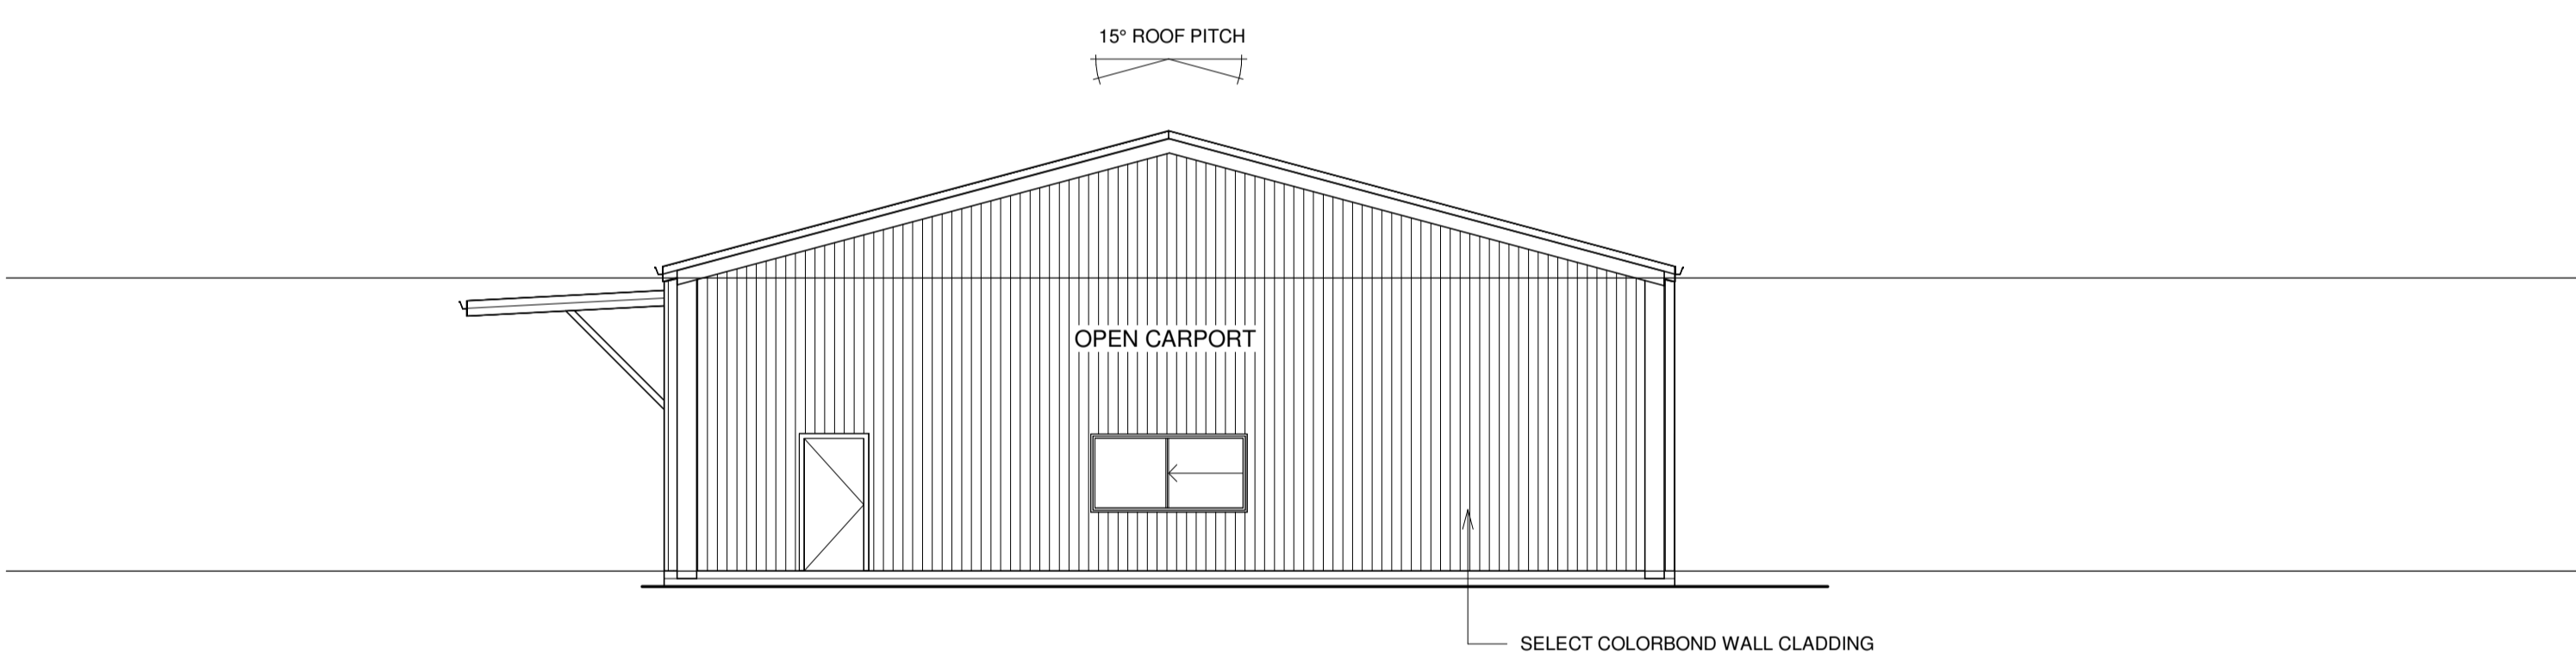 15° ROOF PITCH
OPEN CARPORT
SELECT COLORBOND WALL CLADDING